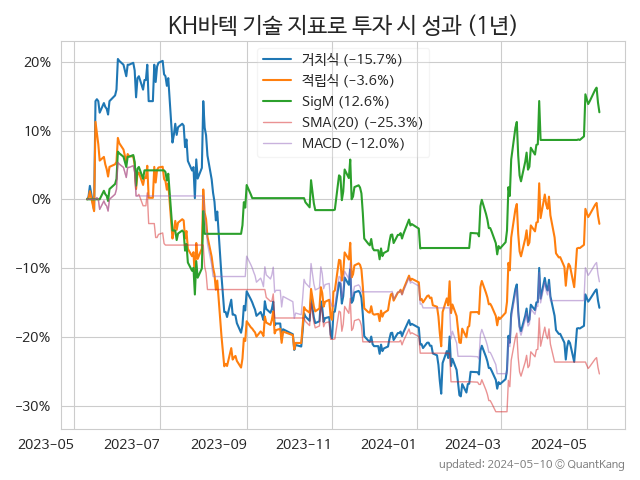 KH바텍 기술 지표로 투자 시 성과 (1년)
거치식 (−15.7%)
적립식 (−3.6%)
SigM (12.6%)
SMA(20) (−25.3%)
MACD (−12.0%)
20%
10%
0%
−10%
−20%
−30%
2023-05 2023-07 2023-09 2023-11 2024-01 2024-03 2024-05
updated: 2024-05-10 © QuantKang